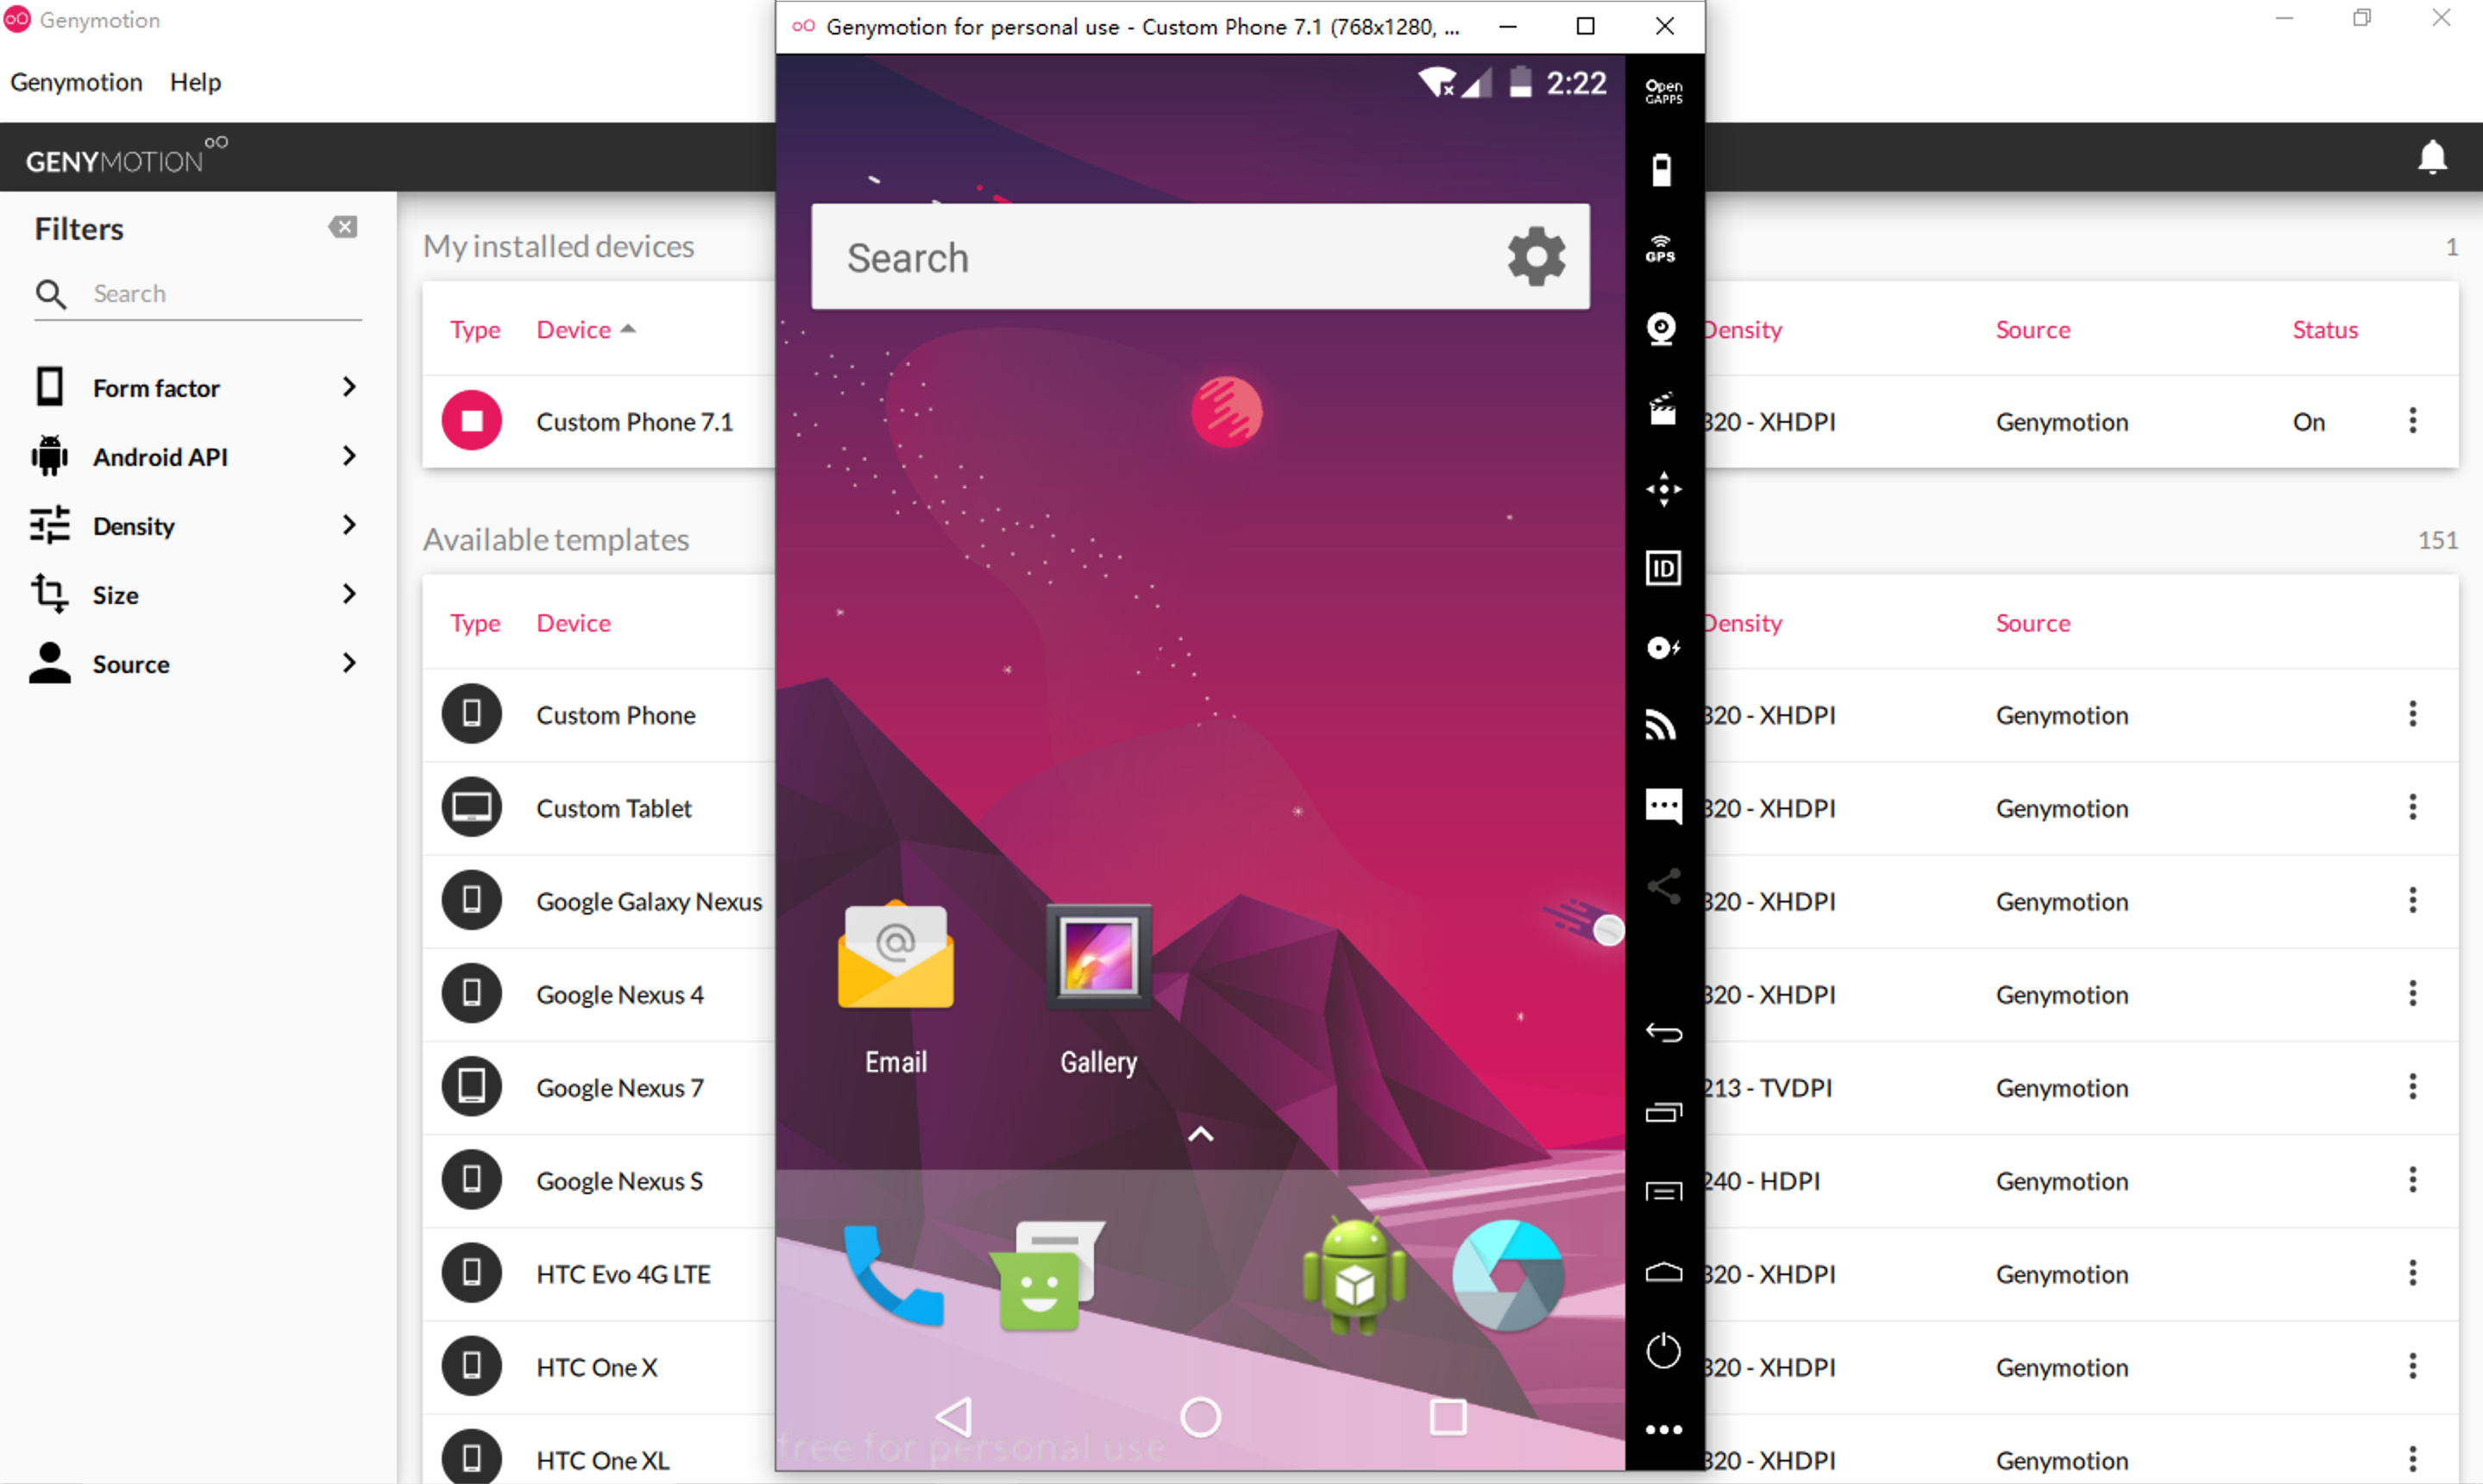 Genymotion
Genymotion for personal use - Custom Phone 7.1 (768x1280, ...
Genymotion Help
GENYMOTION
2:22
Open
GAPPS
GPS
ID
Filters
Search
Form factor
Android API
Density
Size
Source
My installed devices
1
Type Device Density Source Status
Custom Phone 7.1 320 - XHDPI Genymotion On
Available templates
151
Type Device Density Source
Custom Phone 320 - XHDPI Genymotion
Custom Tablet 320 - XHDPI Genymotion
Google Galaxy Nexus 320 - XHDPI Genymotion
Google Nexus 4 320 - XHDPI Genymotion
Google Nexus 7 213 - TVDPI Genymotion
Google Nexus S 240 - HDPI Genymotion
HTC Evo 4G LTE 320 - XHDPI Genymotion
HTC One X 320 - XHDPI Genymotion
HTC One XL 320 - XHDPI Genymotion
Search
@
Email
Gallery
free for personal use